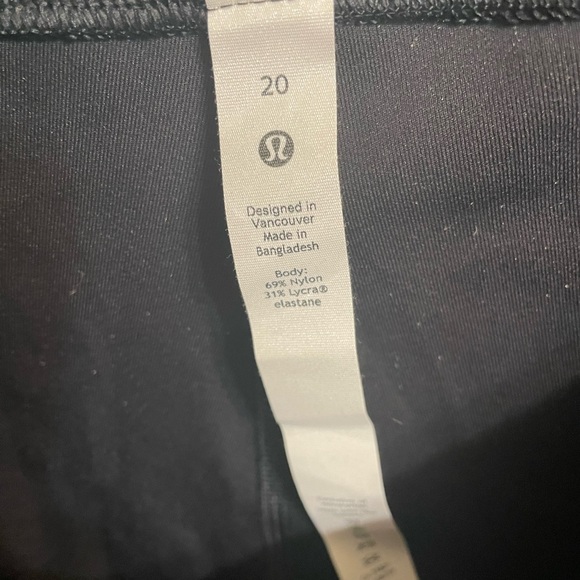 20
Designed in
Vancouver
Made in
Bangladesh
Body:
69% Nylon
31% Lycra®
elastane